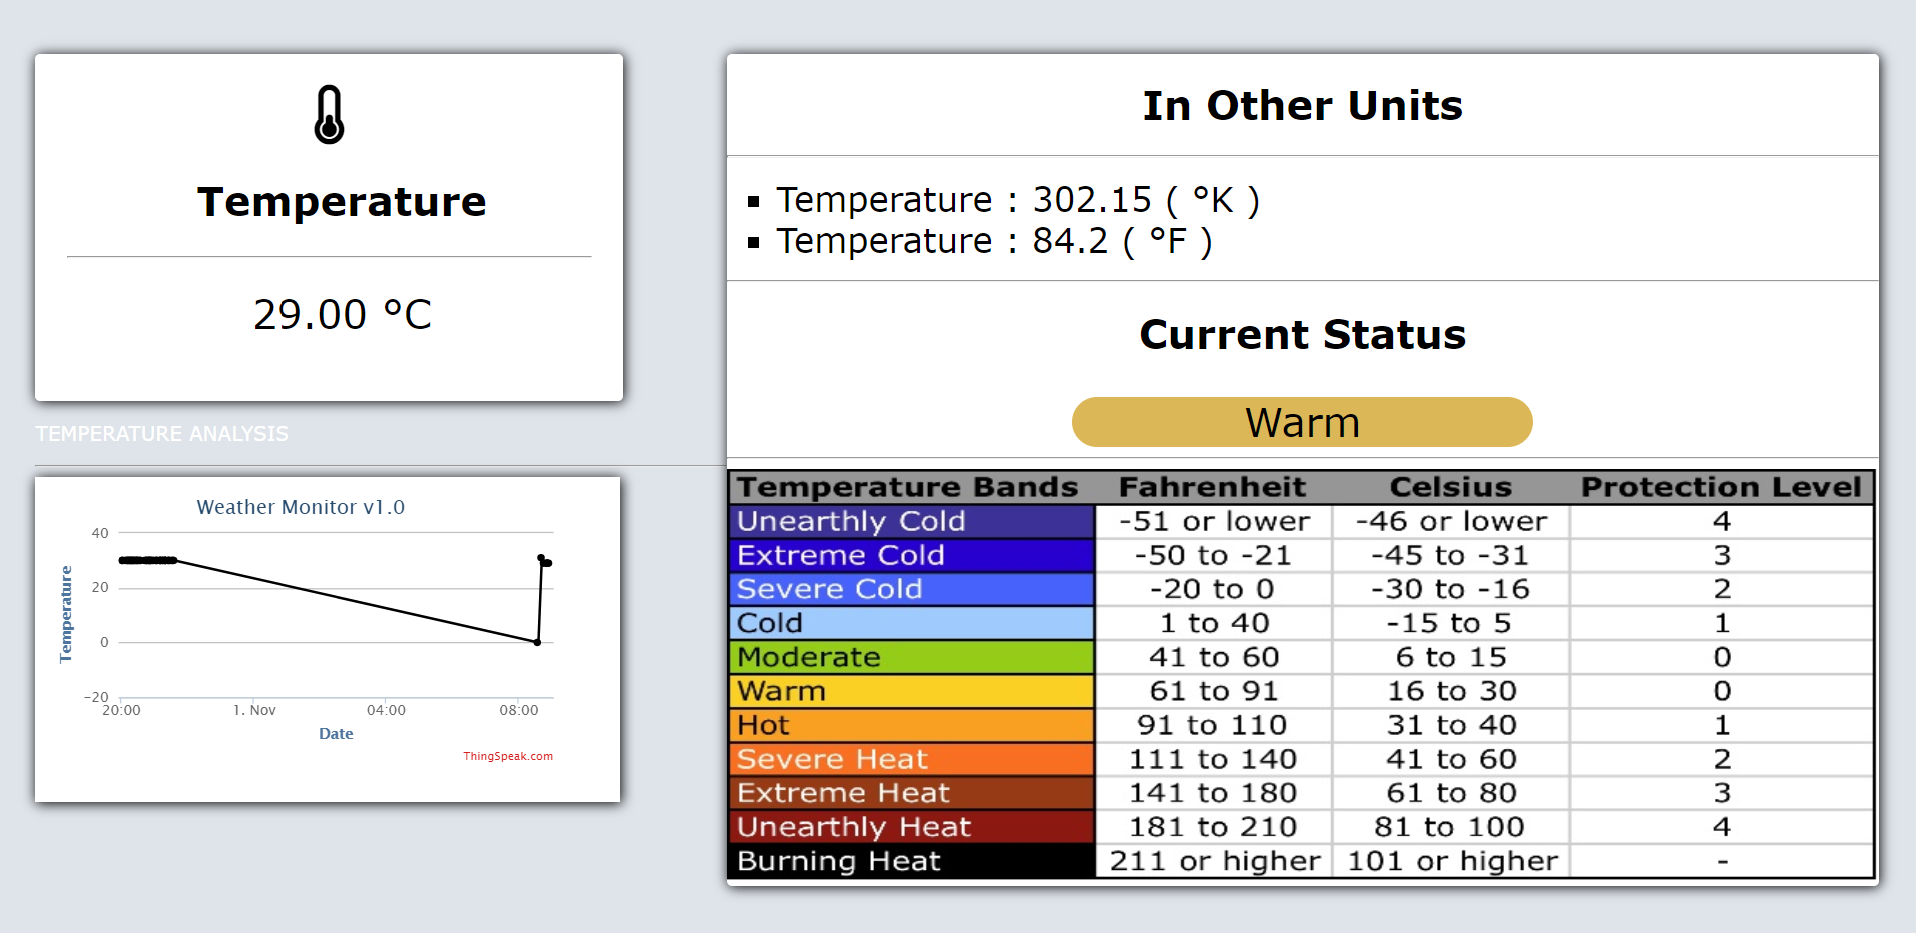 Temperature
29.00 °C
TEMPERATURE ANALYSIS
Weather Monitor v1.0
40
20
0
-20
Temperature
20:00 1. Nov 04:00 08:00
Date
ThingSpeak.com
In Other Units
Temperature : 302.15 ( °K )
Temperature : 84.2 ( °F )
Current Status
Warm
Temperature Bands Fahrenheit Celsius Protection Level
Unearthly Cold -51 or lower -46 or lower 4
Extreme Cold -50 to -21 -45 to -31 3
Severe Cold -20 to 0 -30 to -16 2
Cold 1 to 40 -15 to 5 1
Moderate 41 to 60 6 to 15 0
Warm 61 to 91 16 to 30 0
Hot 91 to 110 31 to 40 1
Severe Heat 111 to 140 41 to 60 2
Extreme Heat 141 to 180 61 to 80 3
Unearthly Heat 181 to 210 81 to 100 4
Burning Heat 211 or higher 101 or higher -